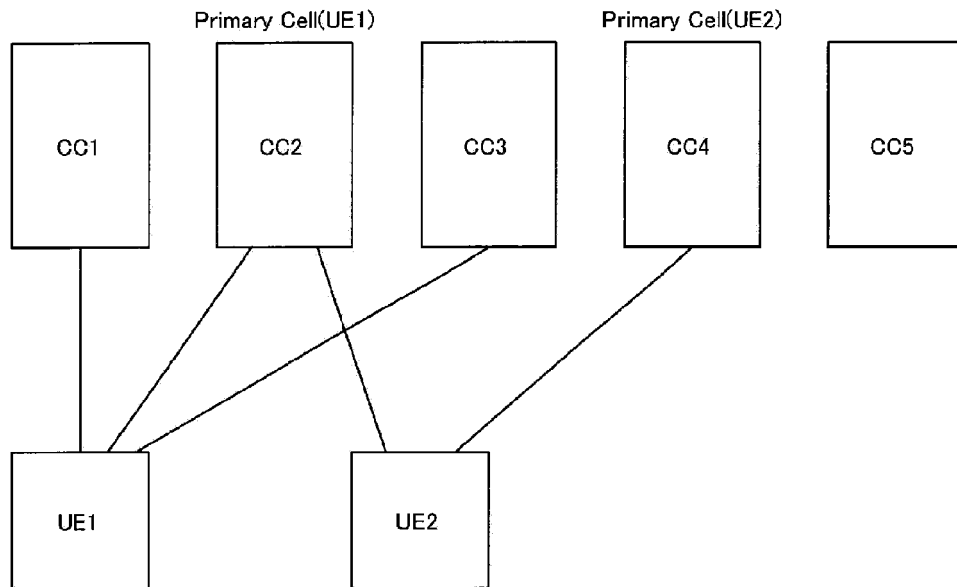 Primary Cell(UE1)
Primary Cell(UE2)
CC1
CC2
CC3
CC4
CC5
UE1
UE2